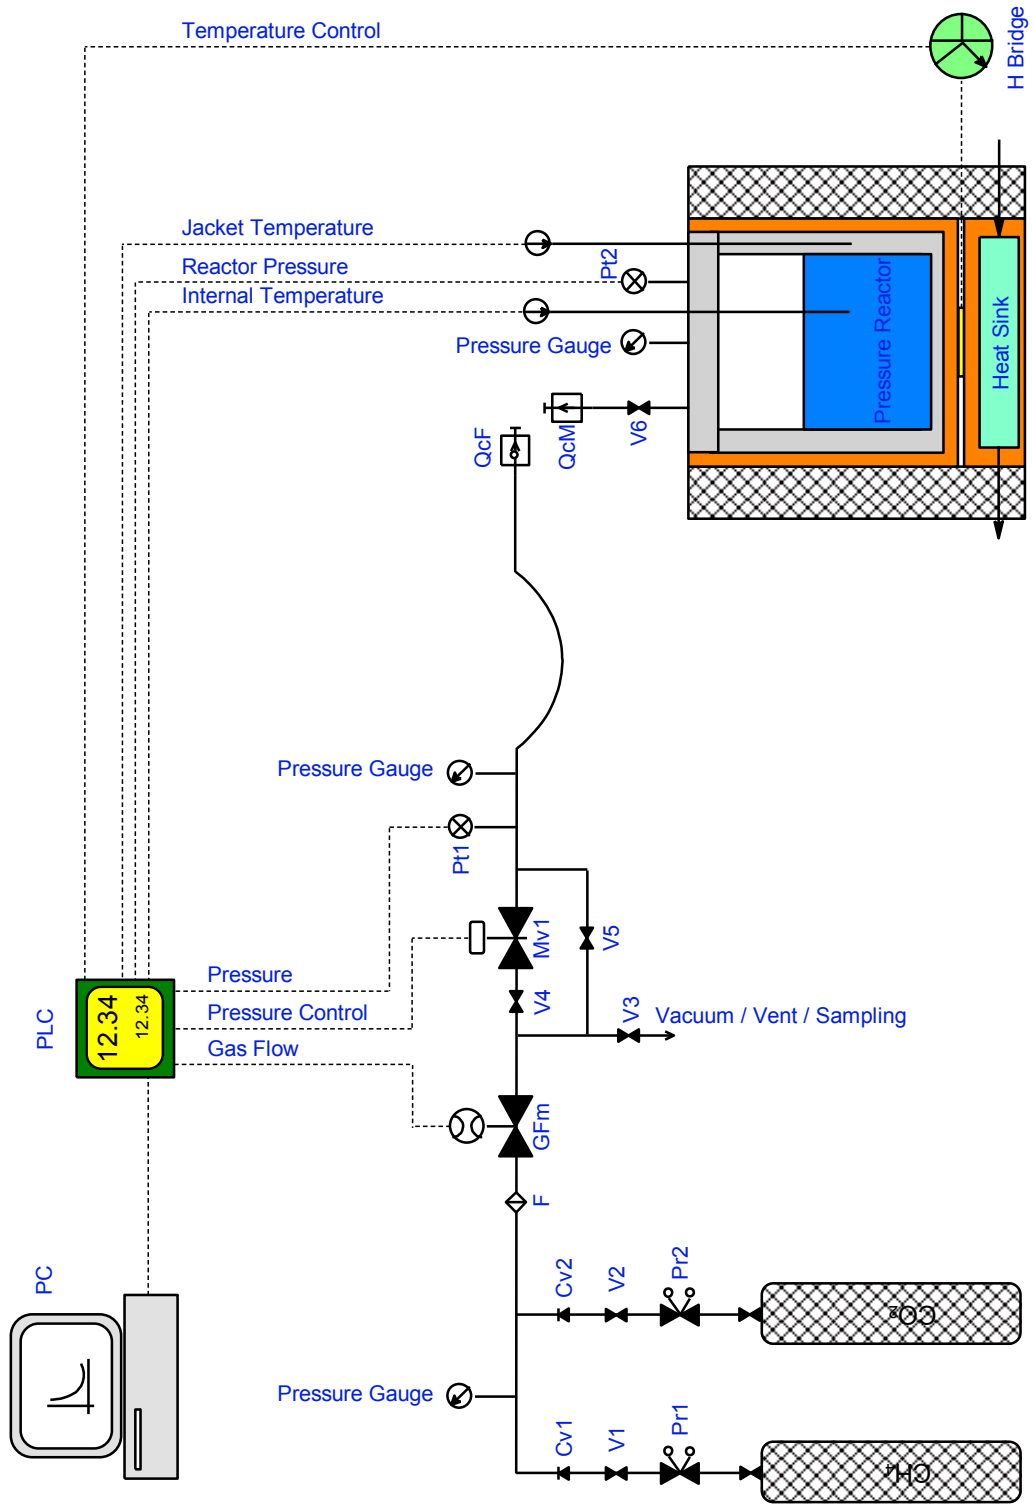 Temperature Control
H Bridge
Jacket Temperature
Reactor Pressure
Internal Temperature
Pt2
Pressure Gauge
QcF
QcM
V6
Pressure Reactor
Heat Sink
Pressure Gauge
Pt1
Mv1
V5
V4
V3
Vacuum / Vent / Sampling
PLC
12.34
12.34
Pressure
Pressure Control
Gas Flow
GFm
F
PC
Cv2
V2
Pr2
CO₂
Pressure Gauge
Cv1
V1
Pr1
CH₄